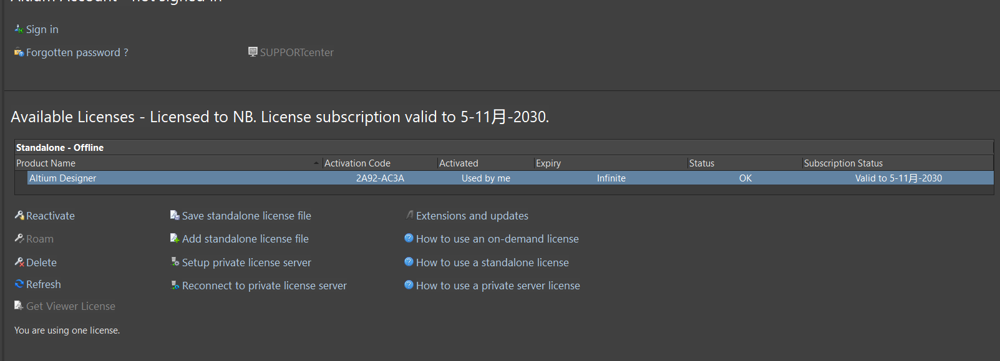 Altium Account - not signed in
Sign in
Forgotten password ?
SUPPORTcenter
Available Licenses - Licensed to NB. License subscription valid to 5-11月-2030.
Standalone - Offline
Product Name Activation Code Activated Expiry Status Subscription Status
Altium Designer 2A92-AC3A Used by me Infinite OK Valid to 5-11月-2030
Reactivate Save standalone license file Extensions and updates
Roam Add standalone license file How to use an on-demand license
Delete Setup private license server How to use a standalone license
Refresh Reconnect to private license server How to use a private server license
Get Viewer License
You are using one license.